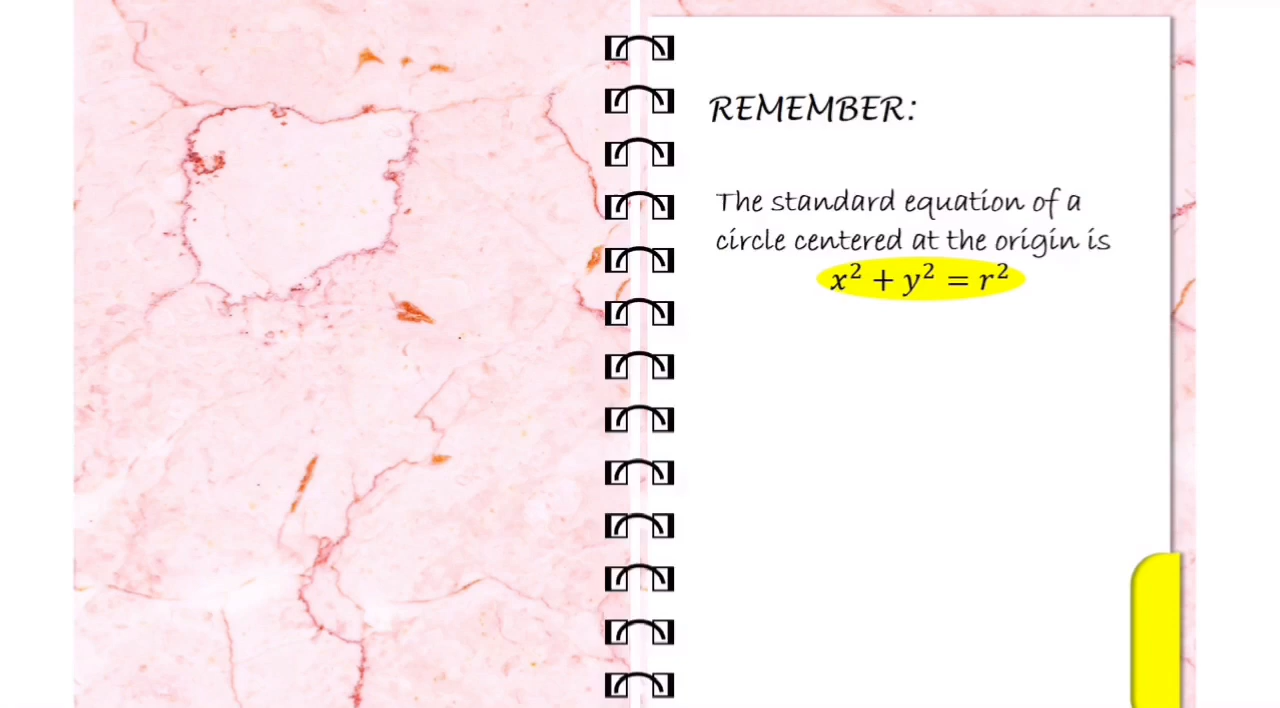 REMEMBER:
The standard equation of a
circle centered at the origin is
x² + y² = r²